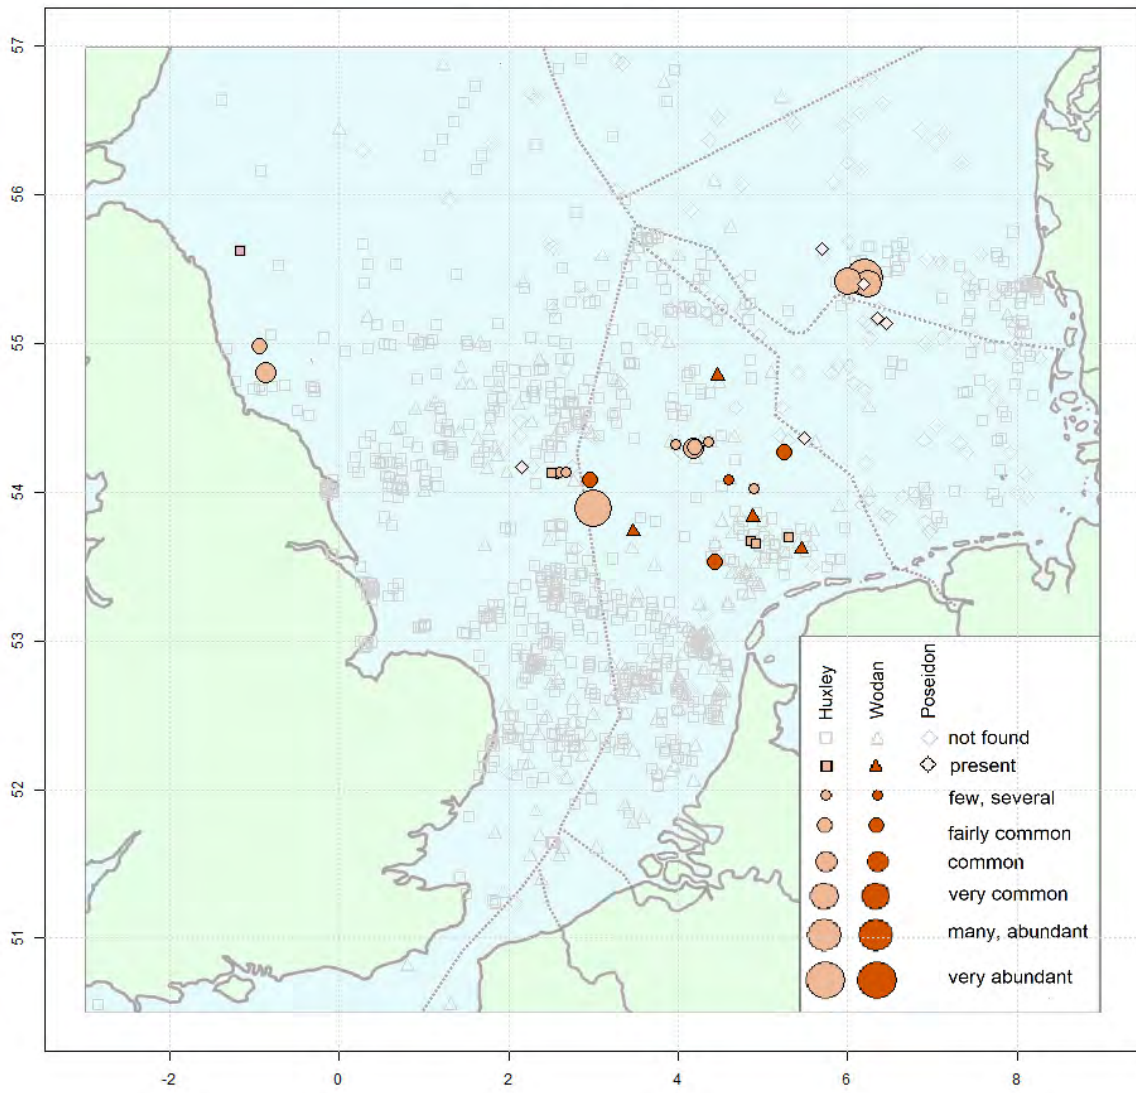 57
56
55
54
53
52
51
Huxley
Wodan
Poseidon
not found
present
few, several
fairly common
common
very common
many, abundant
very abundant
-2
0
2
4
6
8